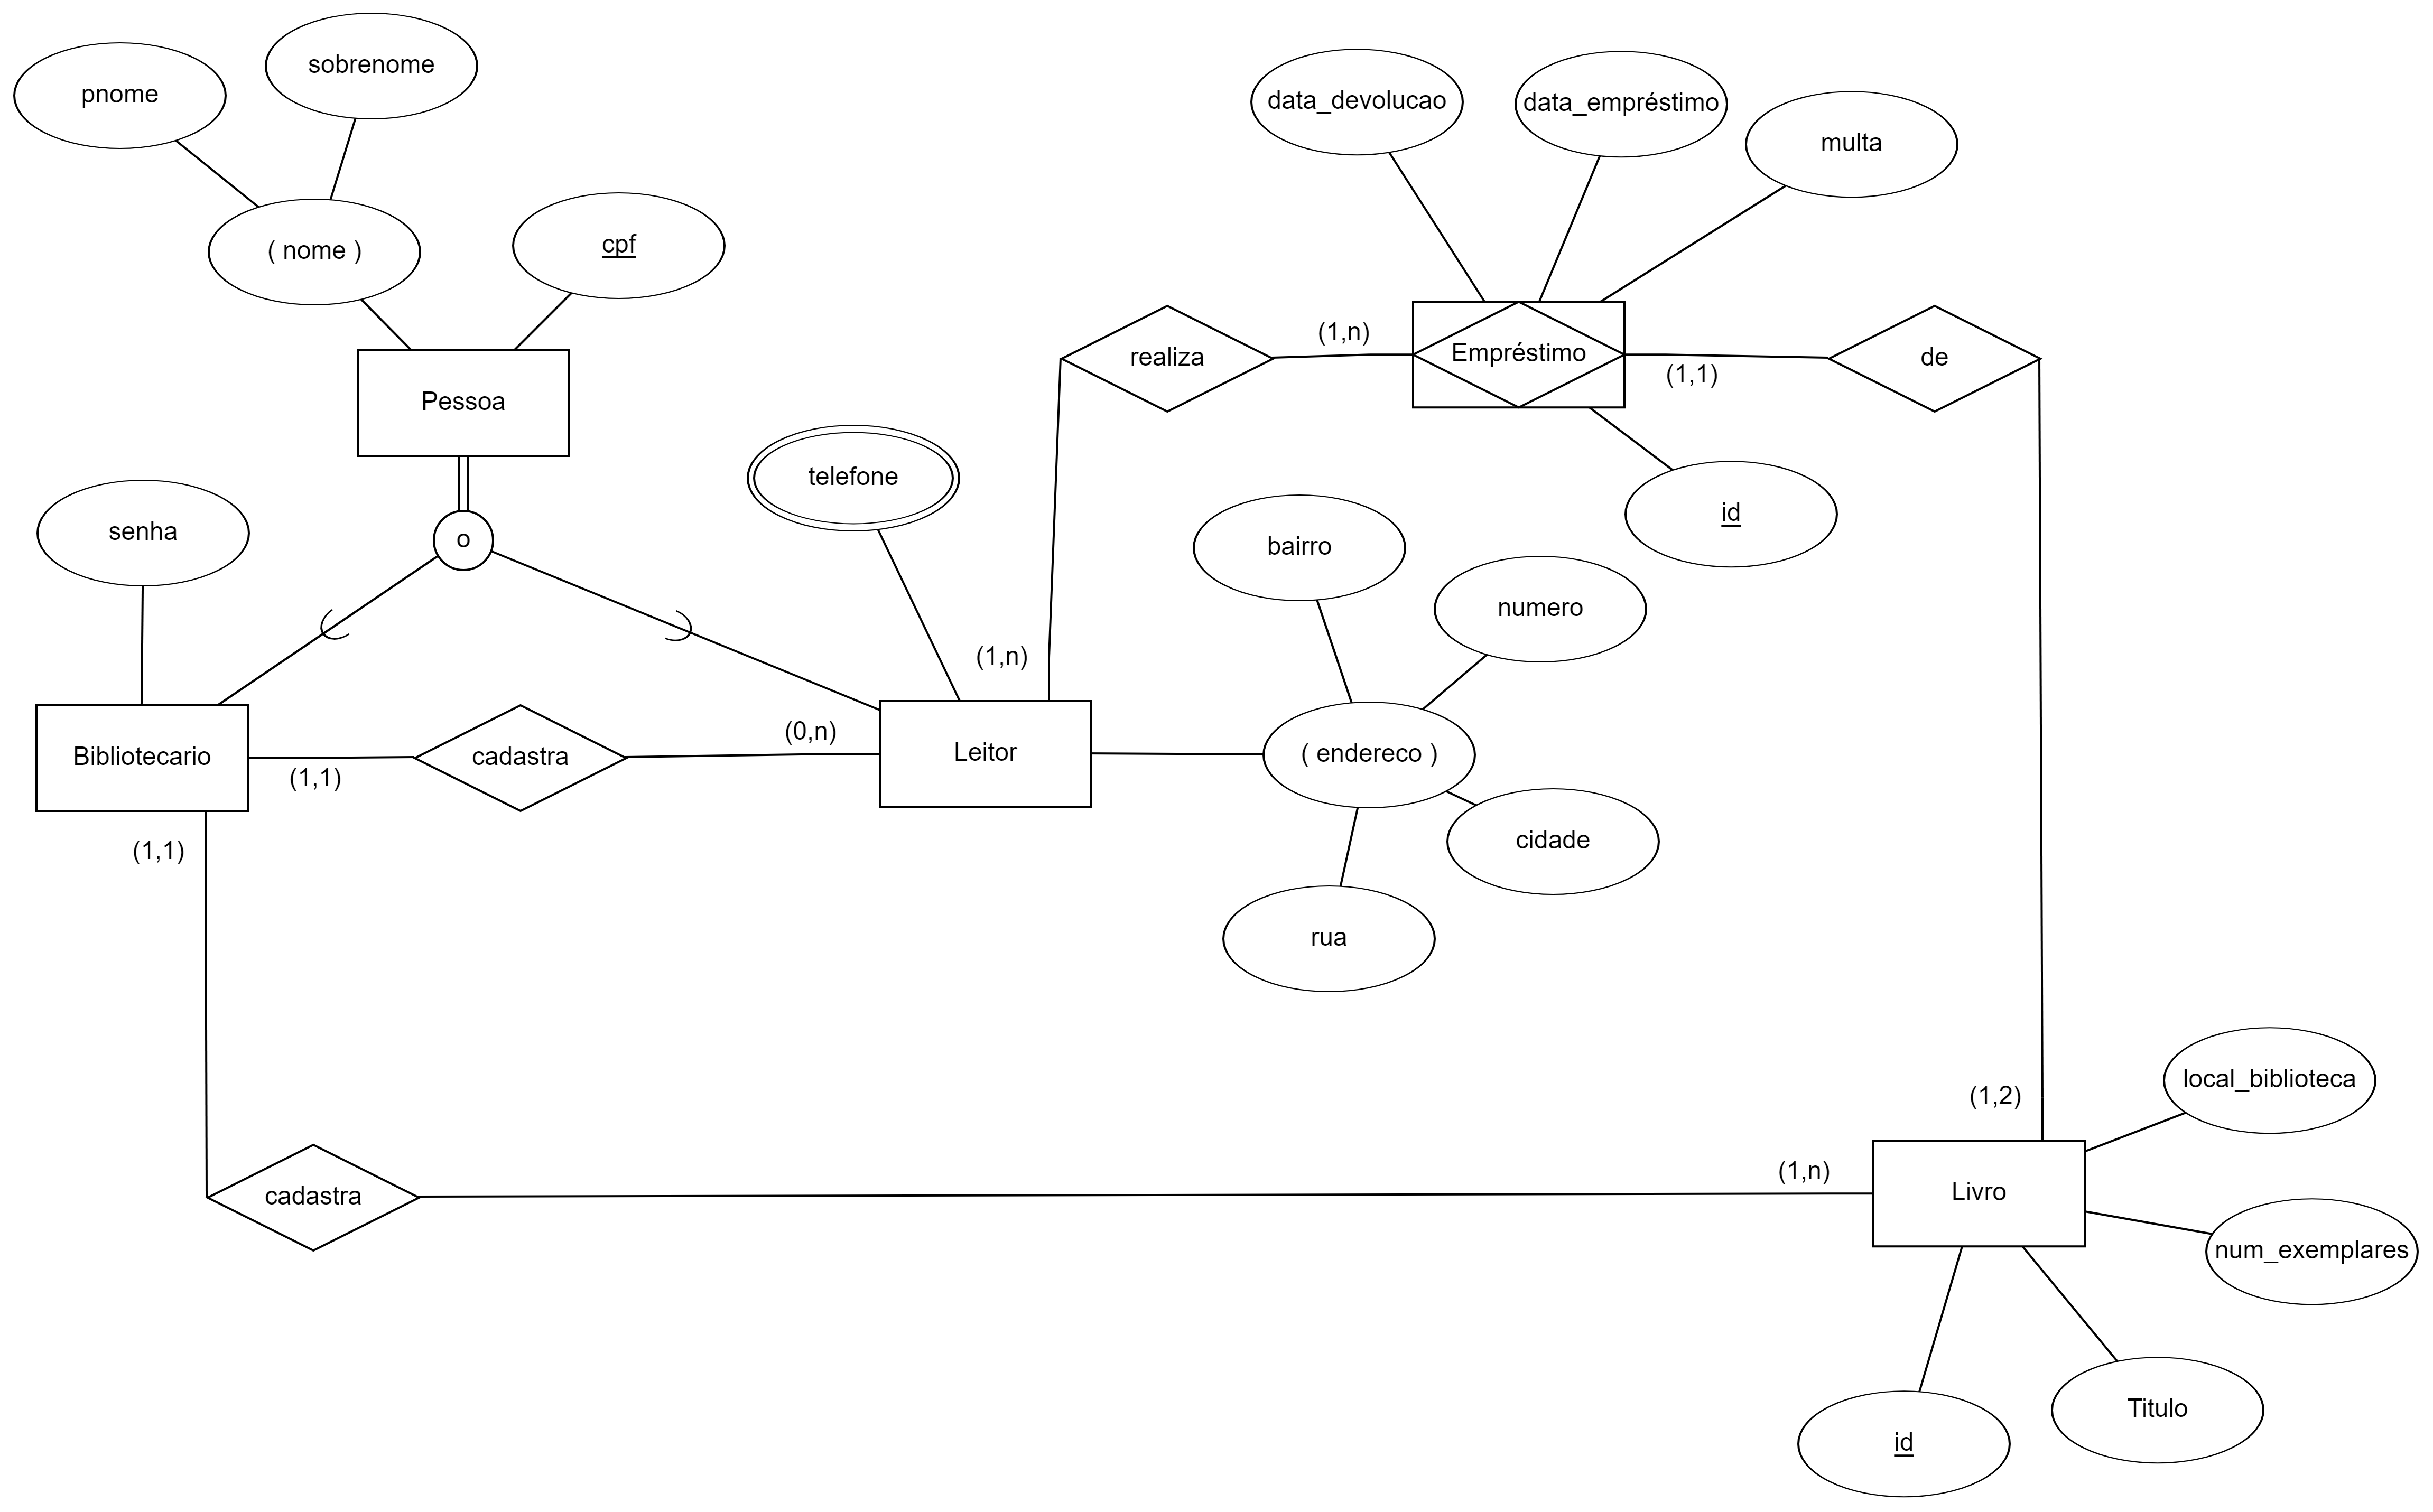 sobrenome
pnome
data_devolucao
data_empréstimo
multa
( nome )
cpf
(1,n)
realiza
Empréstimo
de
(1,1)
Pessoa
telefone
id
senha
o
bairro
numero
(1,n)
(0,n)
Bibliotecario
cadastra
Leitor
( endereco )
(1,1)
cidade
(1,1)
rua
local_biblioteca
(1,2)
(1,n)
cadastra
Livro
num_exemplares
Titulo
id